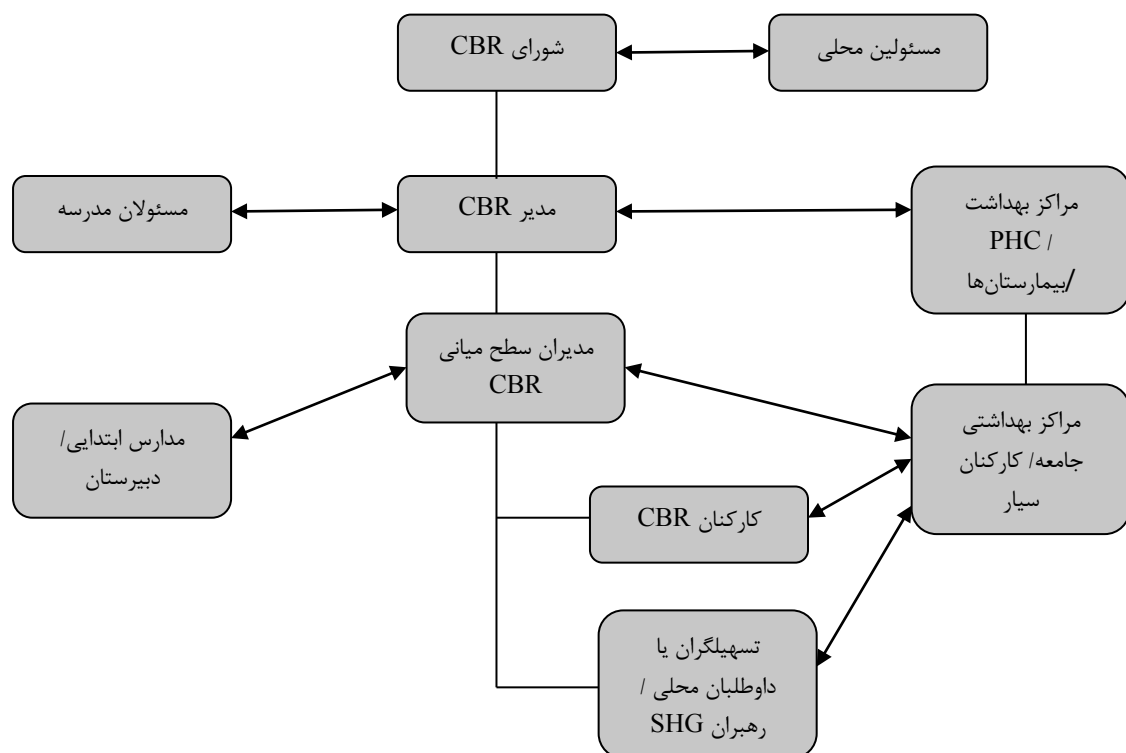 شورای CBR
مسئولین محلی
مسئولان مدرسه
مدیر CBR
مراکز بهداشت
PHC /
/بیمارستان‌ها
مدیران سطح میانی
CBR
مدارس ابتدایی/
دبیرستان
مراکز بهداشتی
جامعه/ کارکنان
سیار
کارکنان CBR
تسهیلگران یا
داوطلبان محلی /
رهبران SHG